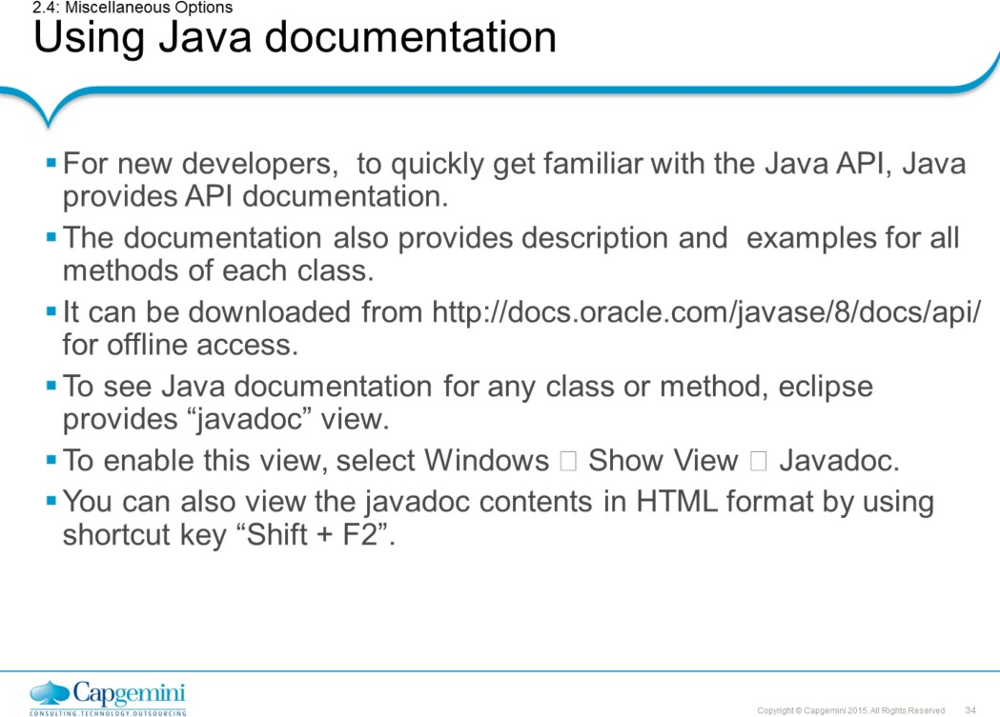 2.4: Miscellaneous Options
Using Java documentation
For new developers,  to quickly get familiar with the Java API, Java
provides API documentation.
The documentation also provides description and  examples for all
methods of each class.
It can be downloaded from http://docs.oracle.com/javase/8/docs/api/
for offline access.
To see Java documentation for any class or method, eclipse
provides “javadoc” view.
To enable this view, select Windows  Show View  Javadoc.
You can also view the javadoc contents in HTML format by using
shortcut key “Shift + F2”.
Capgemini
CONSULTING.TECHNOLOGY.OUTSOURCING
Copyright © Capgemini 2015. All Rights Reserved 34